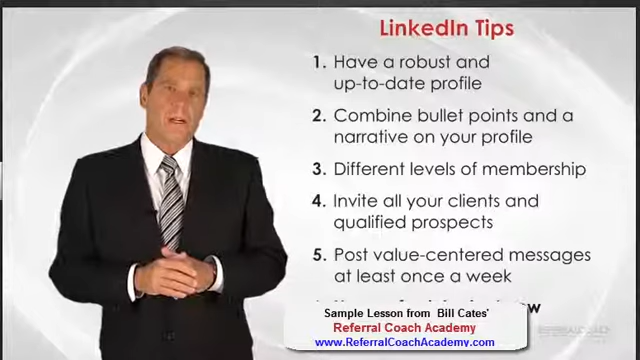 LinkedIn Tips
1. Have a robust and
up-to-date profile
2. Combine bullet points and a
narrative on your profile
3. Different levels of membership
4. Invite all your clients and
qualified prospects
5. Post value-centered messages
at least once a week
Sample Lesson from Bill Cates'
Referral Coach Academy
www.ReferralCoachAcademy.com
REFERRAL COACH